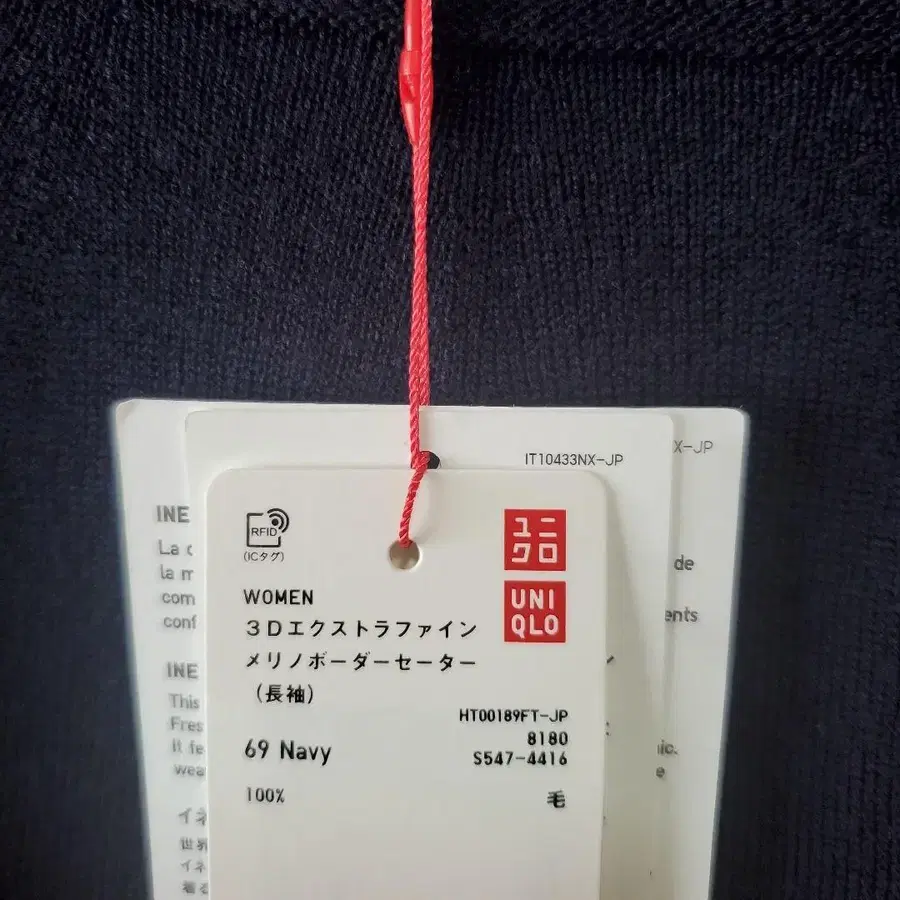 IT10433NX-JP
X-JP
RFID
(ICタグ)
ユニ
クロ
UNI
QLO
WOMEN
3Dエクストラファイン
メリノボーダーセーター
(長袖)
HT00189FT-JP
8180
S547-4416
69 Navy
100%
毛
INE
La
la m
com
conf
INE
This
Fres
It fe
wea
イネ
世界
イネ
着る
de
ents
ic.
e